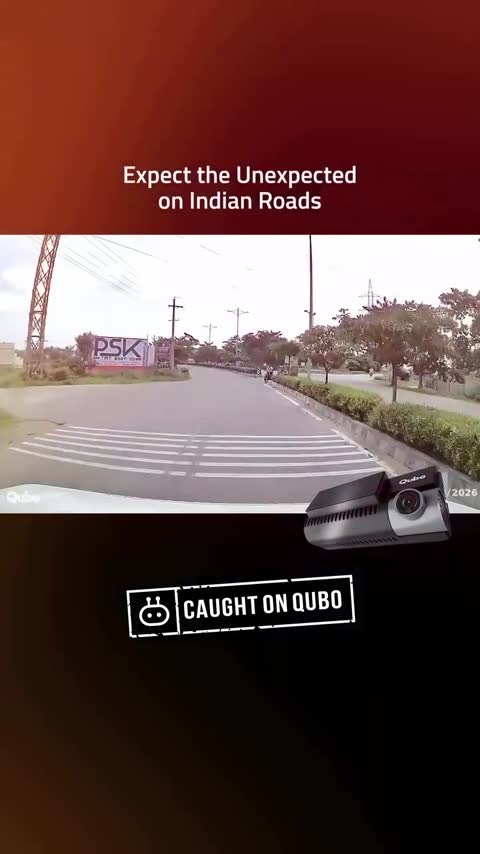 Expect the Unexpected
on Indian Roads
PSK
Qubo
Qubo
/2026
CAUGHT ON QUBO